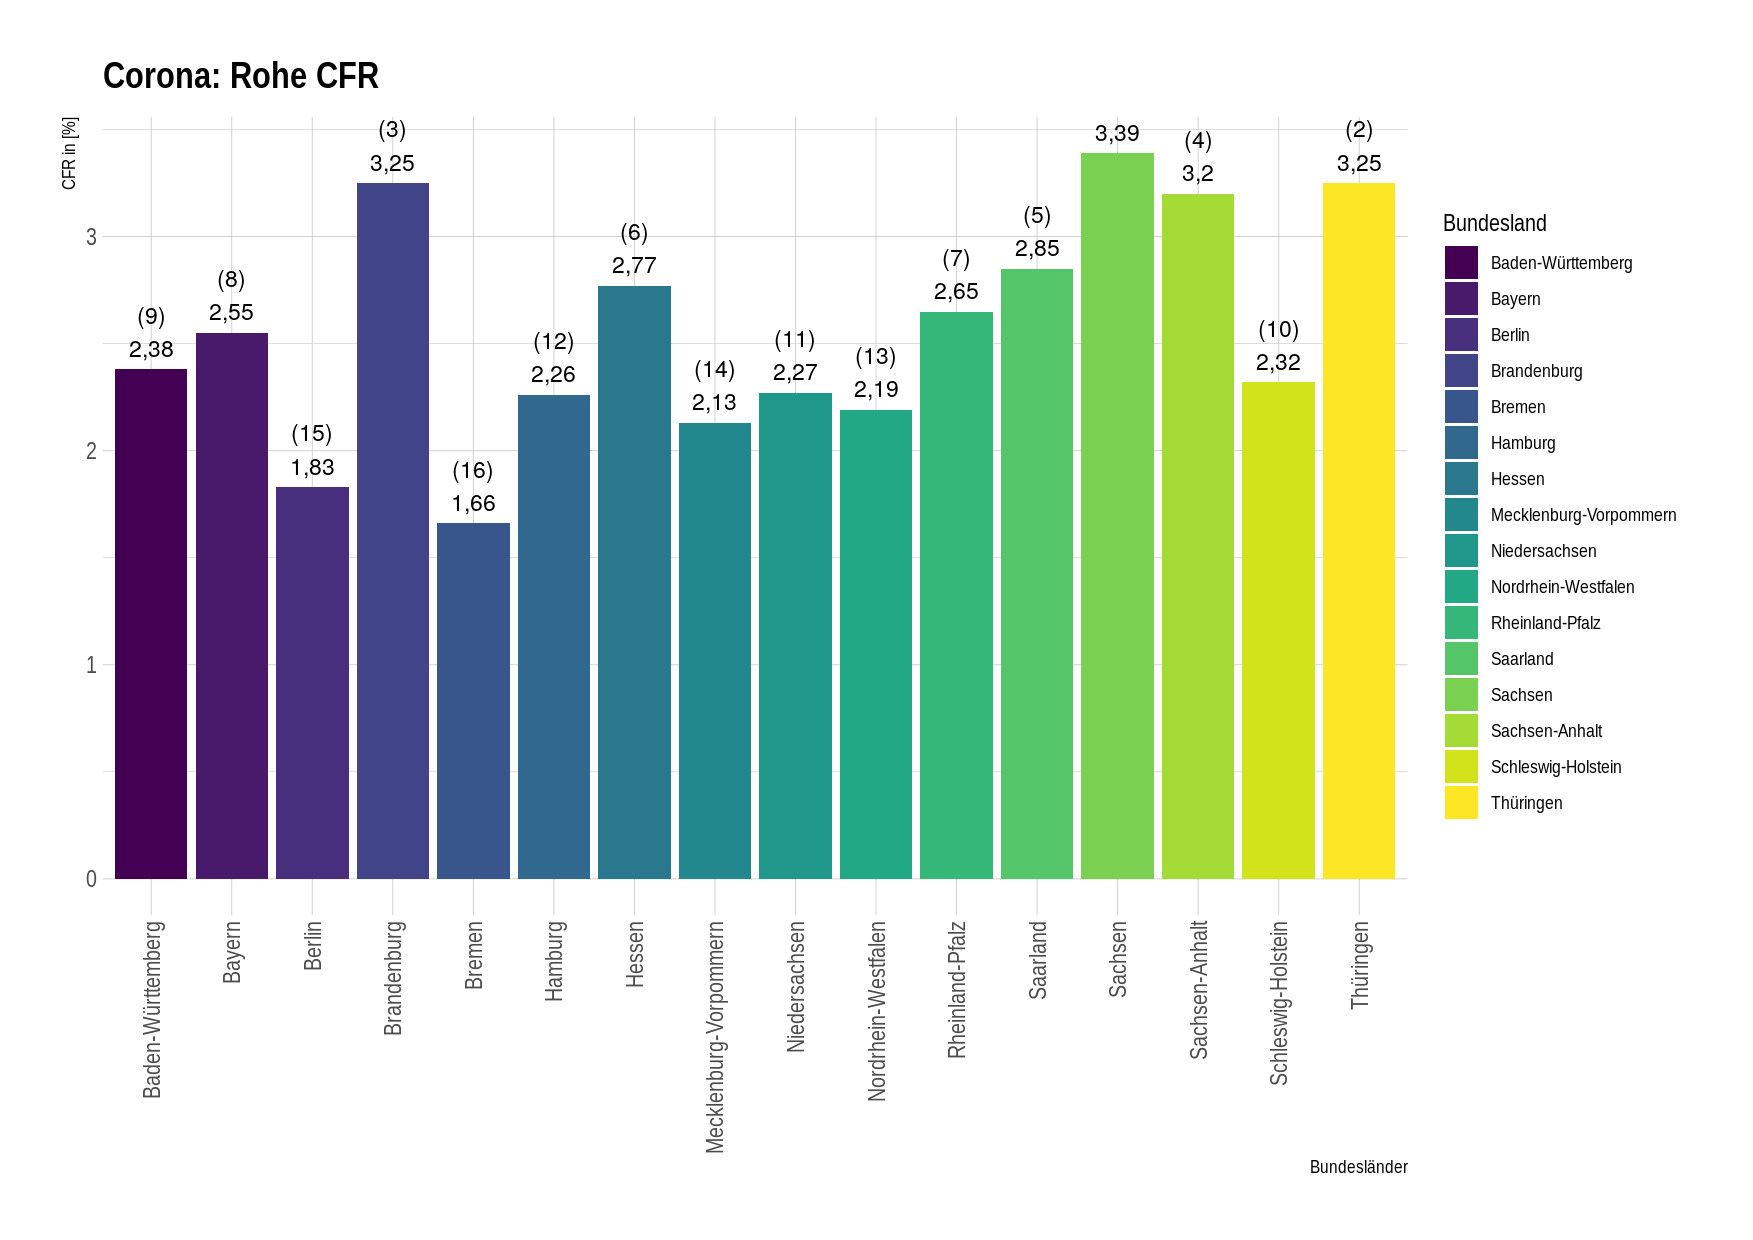 Corona: Rohe CFR
CFR in [%]
3
2
1
0
(9)
2,38
(8)
2,55
(15)
1,83
(3)
3,25
(16)
1,66
(12)
2,26
(6)
2,77
(14)
2,13
(11)
2,27
(13)
2,19
(7)
2,65
(5)
2,85
3,39
(4)
3,2
(10)
2,32
(2)
3,25
Baden-Württemberg
Bayern
Berlin
Brandenburg
Bremen
Hamburg
Hessen
Mecklenburg-Vorpommern
Niedersachsen
Nordrhein-Westfalen
Rheinland-Pfalz
Saarland
Sachsen
Sachsen-Anhalt
Schleswig-Holstein
Thüringen
Bundesländer
Bundesland
Baden-Württemberg
Bayern
Berlin
Brandenburg
Bremen
Hamburg
Hessen
Mecklenburg-Vorpommern
Niedersachsen
Nordrhein-Westfalen
Rheinland-Pfalz
Saarland
Sachsen
Sachsen-Anhalt
Schleswig-Holstein
Thüringen